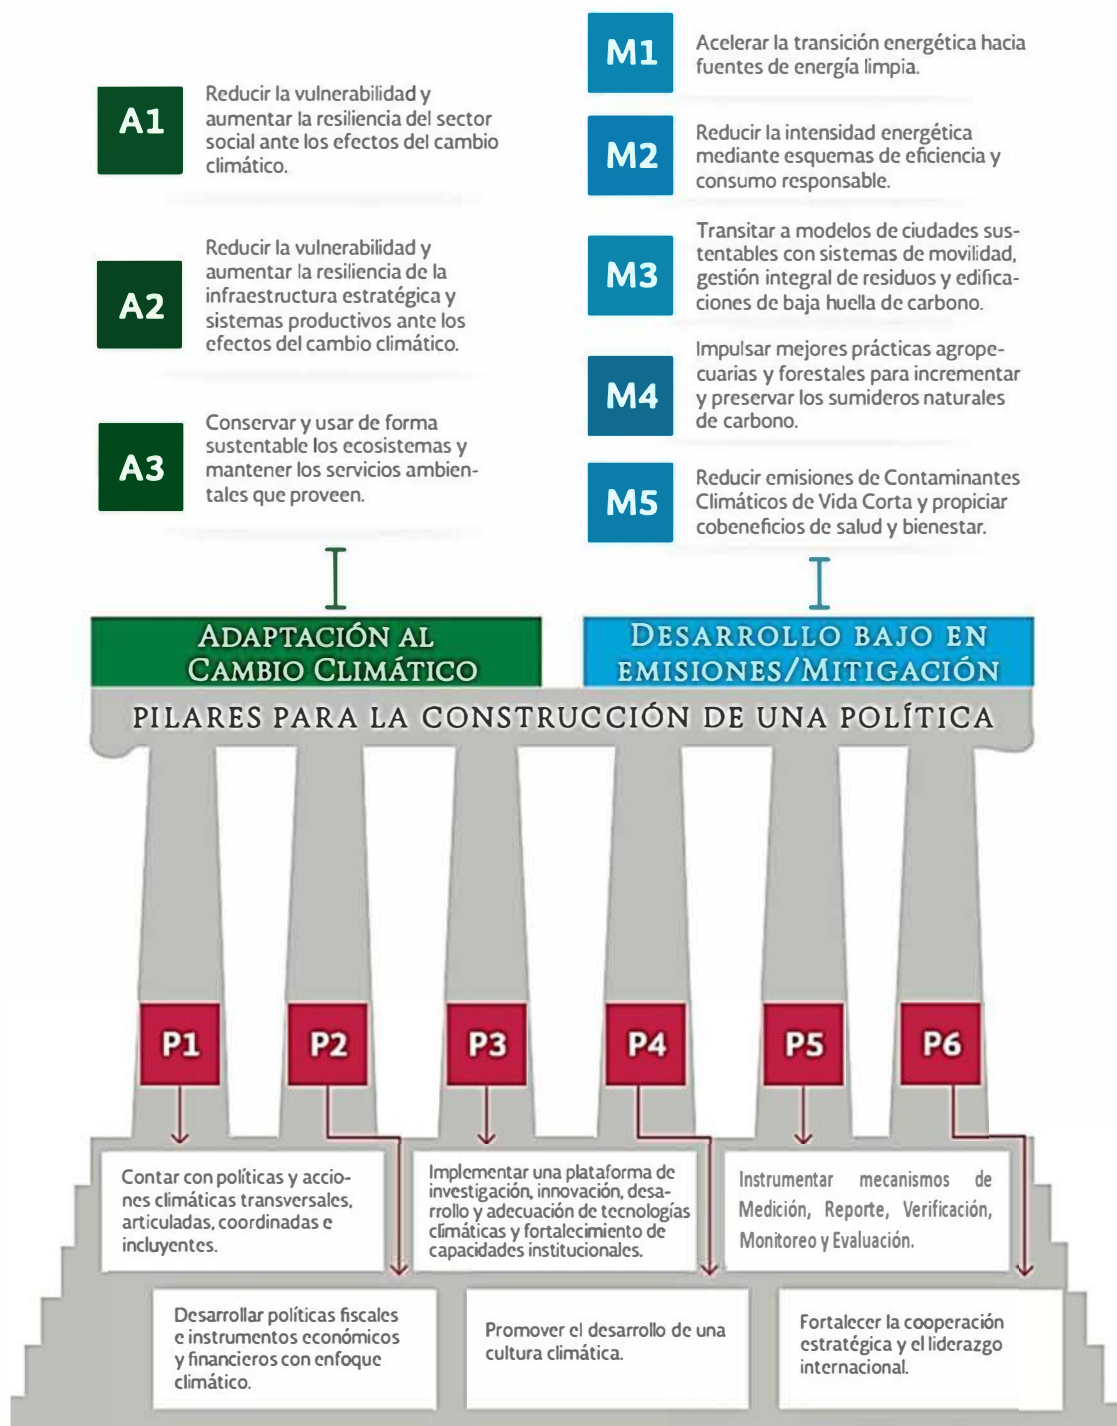 A1
Reducir la vulnerabilidad y
aumentar la resiliencia del sector
social ante los efectos del cambio
climático.
A2
Reducir la vulnerabilidad y
aumentar la resiliencia de la
infraestructura estratégica y
sistemas productivos ante los
efectos del cambio climático.
A3
Conservar y usar de forma
sustentable los ecosistemas y
mantener los servicios ambien-
tales que proveen.
M1
Acelerar la transición energética hacia
fuentes de energía limpia.
M2
Reducir la intensidad energética
mediante esquemas de eficiencia y
consumo responsable.
M3
Transitar a modelos de ciudades sus-
tentables con sistemas de movilidad,
gestión integral de residuos y edifica-
ciones de baja huella de carbono.
M4
Impulsar mejores prácticas agrope-
cuarias y forestales para incrementar
y preservar los sumideros naturales
de carbono.
M5
Reducir emisiones de Contaminantes
Climáticos de Vida Corta y propiciar
cobeneficios de salud y bienestar.
ADAPTACIÓN AL
CAMBIO CLIMÁTICO
DESARROLLO BAJO EN
EMISIONES/MITIGACIÓN
PILARES PARA LA CONSTRUCCIÓN DE UNA POLÍTICA
P1
P2
P3
P4
P5
P6
Contar con políticas y accio-
nes climáticas transversales,
articuladas, coordinadas e
incluyentes.
Implementar una plataforma de
investigación, innovación, desa-
rrollo y adecuación de tecnologías
climáticas y fortalecimiento de
capacidades institucionales.
Instrumentar mecanismos de
Medición, Reporte, Verificación,
Monitoreo y Evaluación.
Desarrollar políticas fiscales
e instrumentos económicos
y financieros con enfoque
climático.
Promover el desarrollo de una
cultura climática.
Fortalecer la cooperación
estratégica y el liderazgo
internacional.